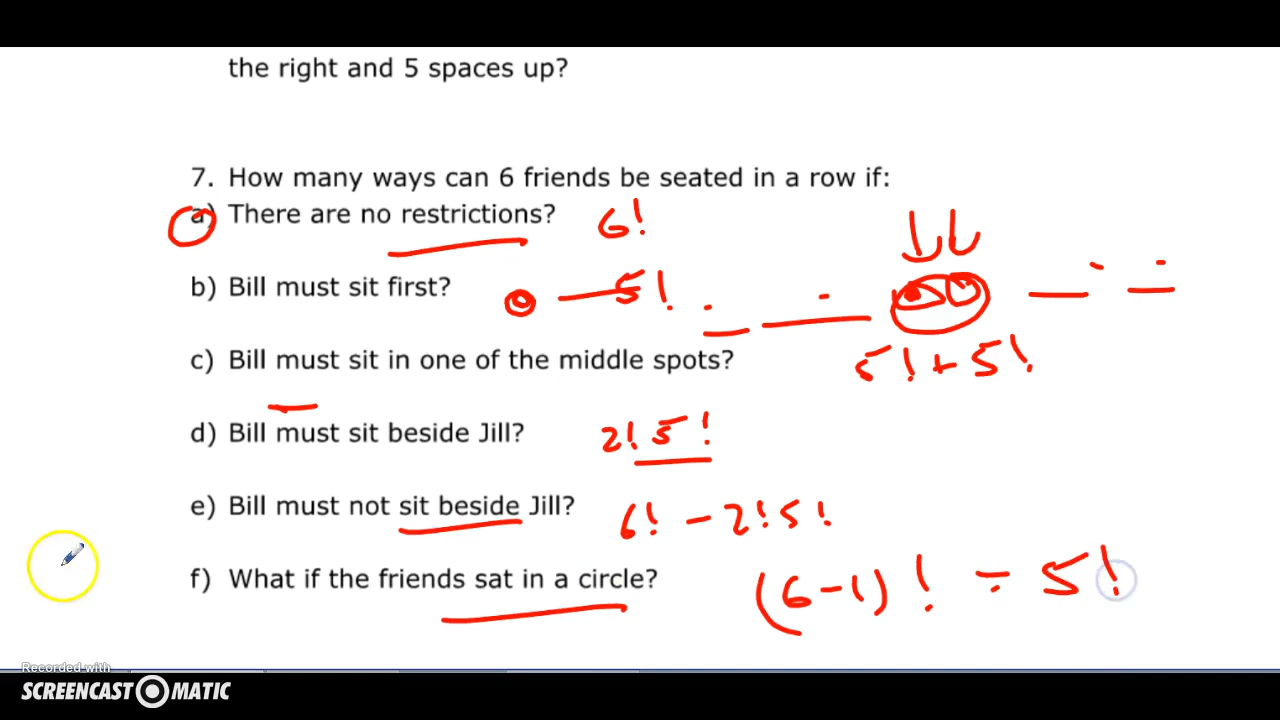 the right and 5 spaces up?
7. How many ways can 6 friends be seated in a row if:
a) There are no restrictions? 6!
b) Bill must sit first? 5!
c) Bill must sit in one of the middle spots? 5! + 5!
d) Bill must sit beside Jill? 2! 5!
e) Bill must not sit beside Jill? 6! - 2! 5!
f) What if the friends sat in a circle? (6-1)! = 5!
Recorded with
SCREENCAST MATIC